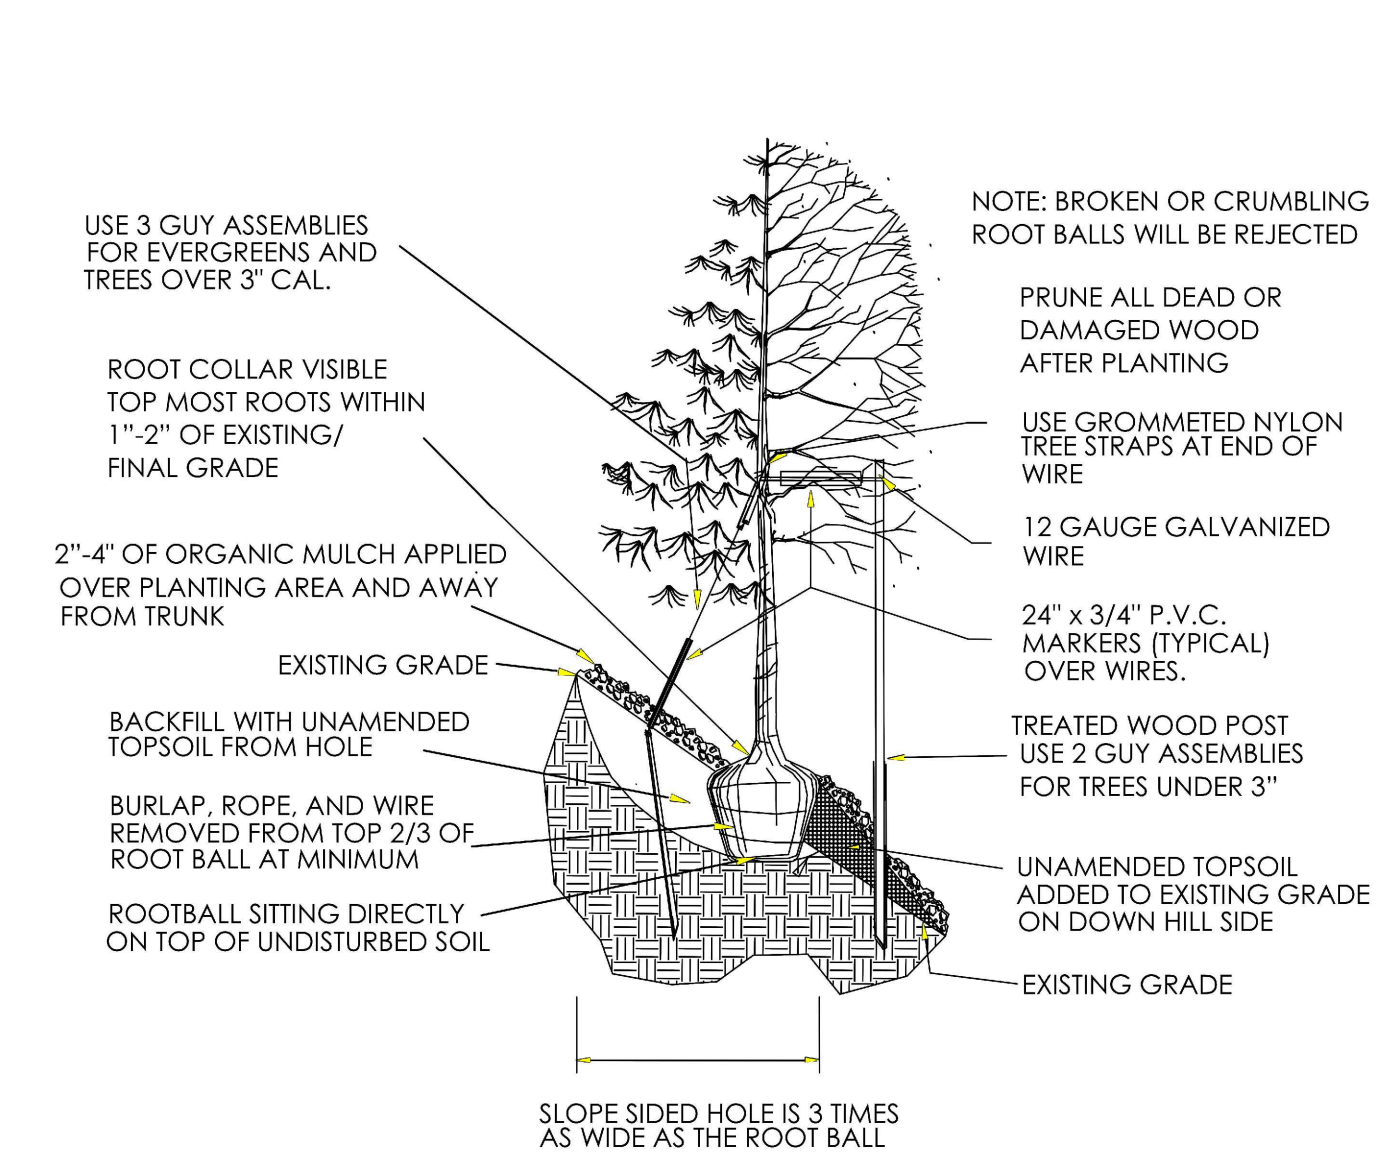 USE 3 GUY ASSEMBLIES
FOR EVERGREENS AND
TREES OVER 3" CAL.
ROOT COLLAR VISIBLE
TOP MOST ROOTS WITHIN
1”-2” OF EXISTING/
FINAL GRADE
2”-4" OF ORGANIC MULCH APPLIED
OVER PLANTING AREA AND AWAY
FROM TRUNK
EXISTING GRADE
BACKFILL WITH UNAMENDED
TOPSOIL FROM HOLE
BURLAP, ROPE, AND WIRE
REMOVED FROM TOP 2/3 OF
ROOT BALL AT MINIMUM
ROOTBALL SITTING DIRECTLY
ON TOP OF UNDISTURBED SOIL
NOTE: BROKEN OR CRUMBLING
ROOT BALLS WILL BE REJECTED
PRUNE ALL DEAD OR
DAMAGED WOOD
AFTER PLANTING
USE GROMMETED NYLON
TREE STRAPS AT END OF
WIRE
12 GAUGE GALVANIZED
WIRE
24" x 3/4" P.V.C.
MARKERS (TYPICAL)
OVER WIRES.
TREATED WOOD POST
USE 2 GUY ASSEMBLIES
FOR TREES UNDER 3”
UNAMENDED TOPSOIL
ADDED TO EXISTING GRADE
ON DOWN HILL SIDE
EXISTING GRADE
SLOPE SIDED HOLE IS 3 TIMES
AS WIDE AS THE ROOT BALL